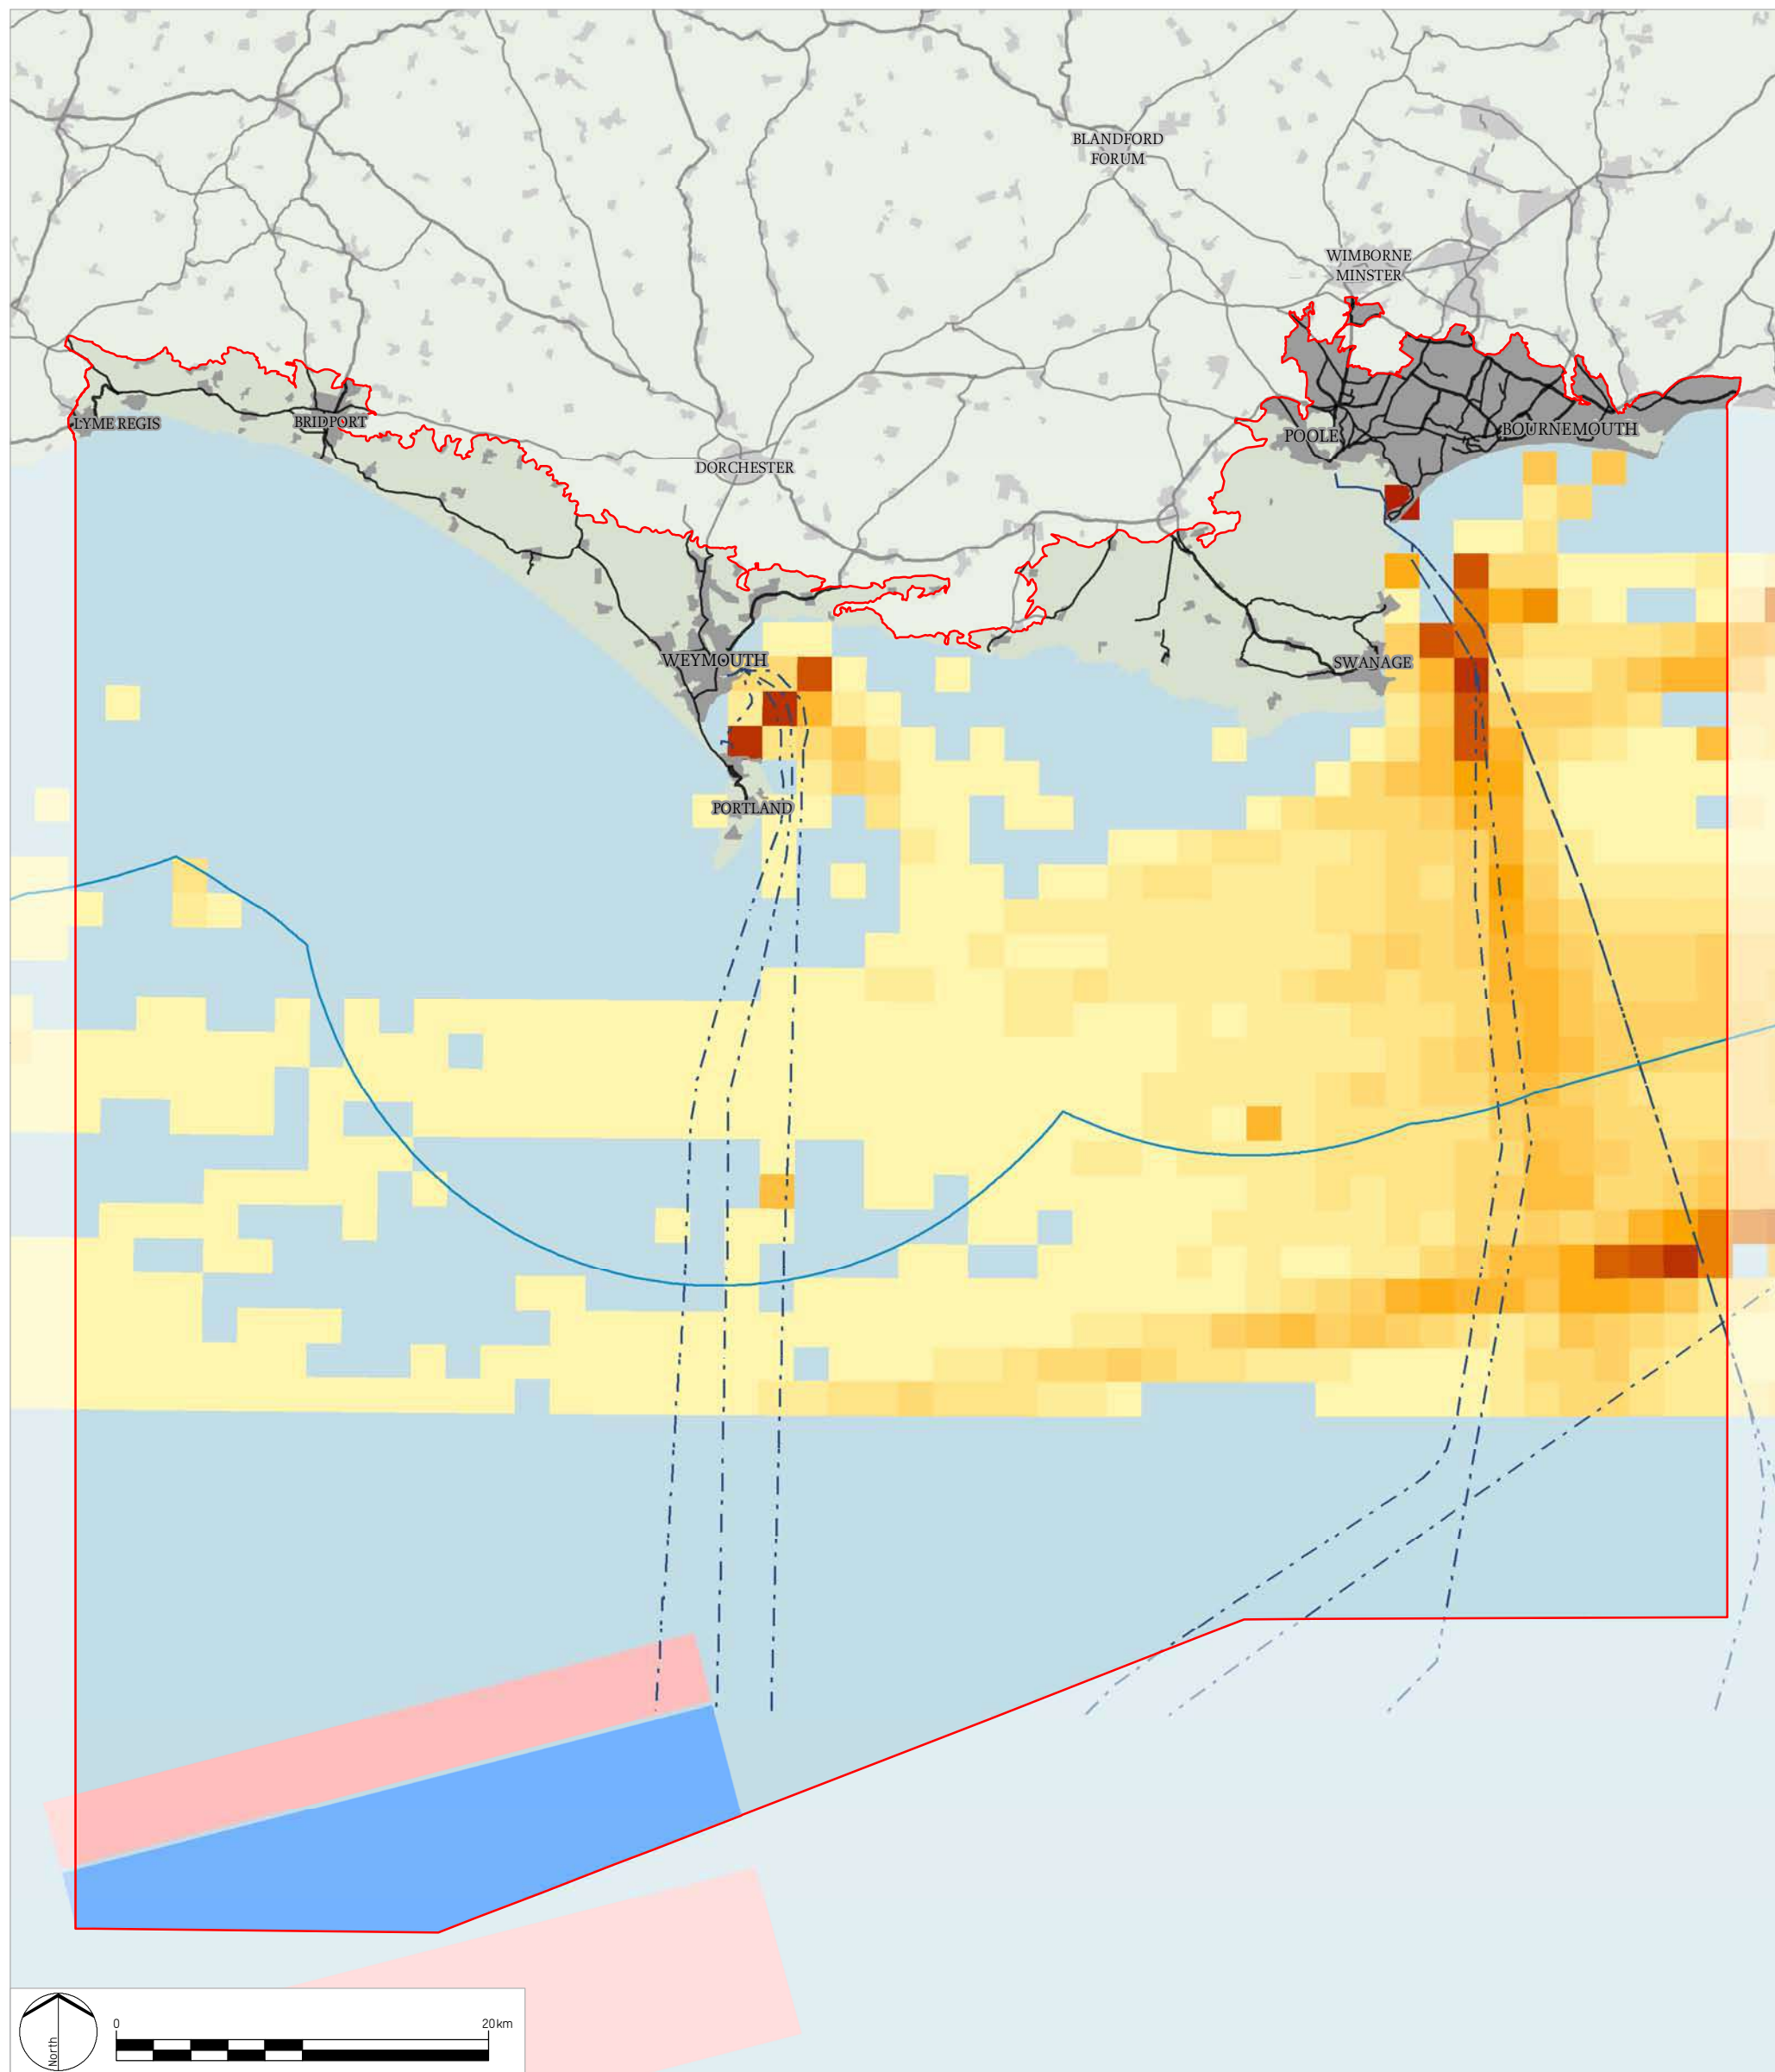 BLANDFORD
FORUM
WIMBORNE
MINSTER
LYME REGIS
BRIDPORT
POOLE
BOURNEMOUTH
DORCHESTER
WEYMOUTH
SWANAGE
PORTLAND
North
0
20km